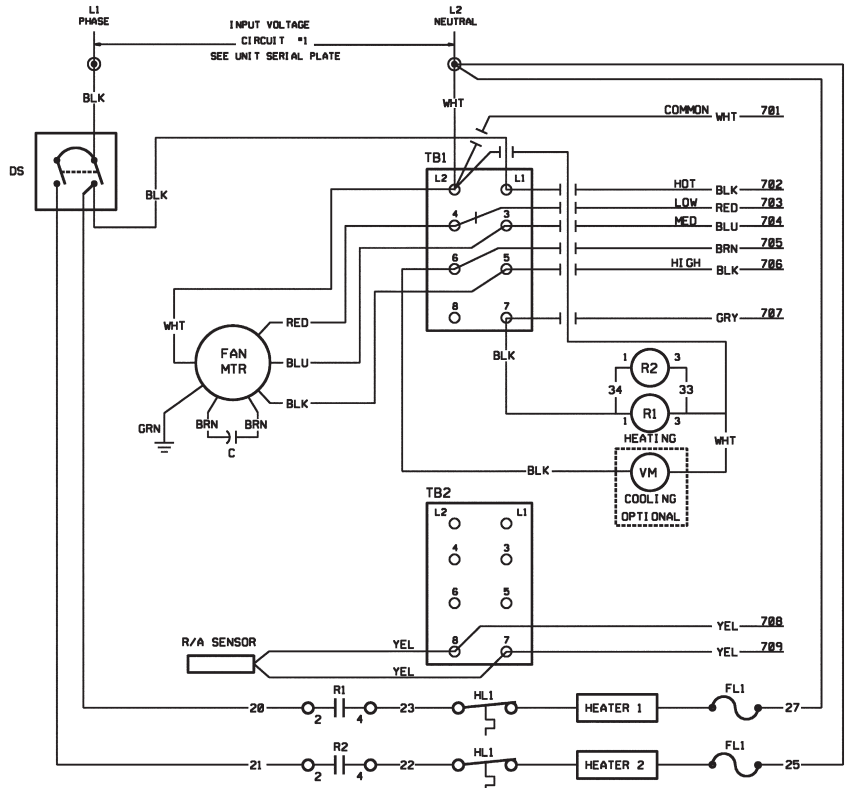 L1
PHASE
L2
NEUTRAL
INPUT VOLTAGE
CIRCUIT #1
SEE UNIT SERIAL PLATE
BLK
WHT
COMMON WHT 701
DS
TB1
L2 L1
BLK
HOT BLK 702
LOW RED 703
4 3
MED BLU 704
BRN 705
6 5
HIGH BLK 706
8 7
GRY 707
WHT
RED
FAN
MTR
BLU
BLK
BLK
1 3
R2
34 33
R1
1 3
HEATING
GRN
BRN BRN
C
WHT
BLK
VM
COOLING
OPTIONAL
TB2
L2 L1
4 3
6 5
8 7
YEL 708
YEL 709
R/A SENSOR
YEL
YEL
R1
HL1
FL1
20 2 4 23 HEATER 1 27
R2
HL1
FL1
21 2 4 22 HEATER 2 25